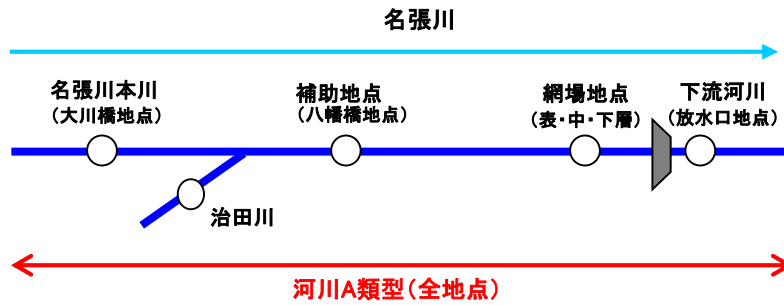 名張川
名張川本川
（大川橋地点）
補助地点
（八幡橋地点）
網場地点
（表・中・下層）
下流河川
（放水口地点）
治田川
河川A類型（全地点）